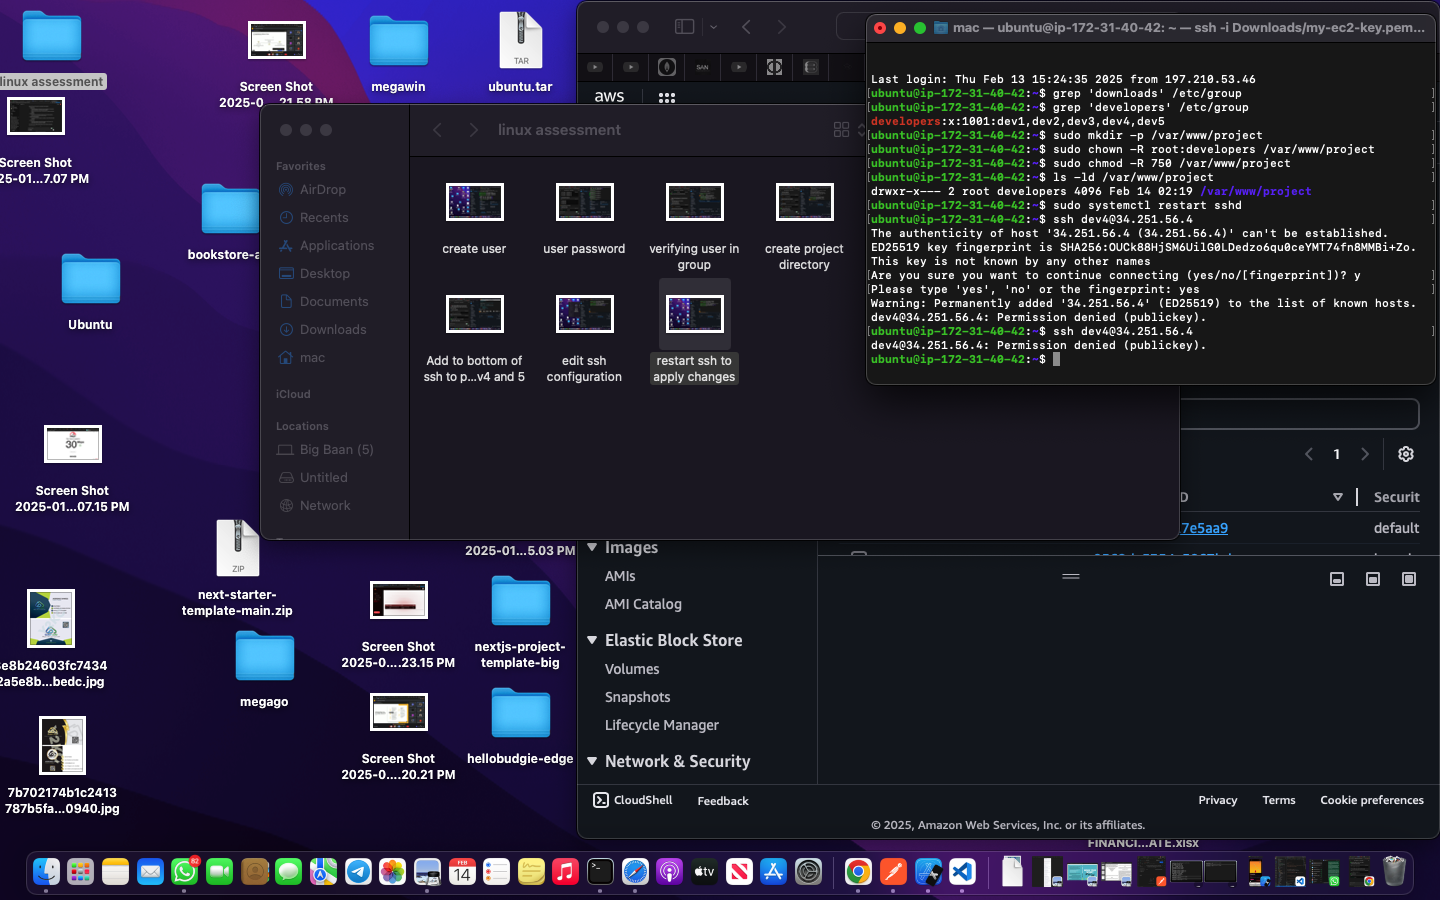 linux assessment
Screen Shot
2025-0....21.58 PM
megawin
ubuntu.tar
TAR
Screen Shot
25-01...7.07 PM
bookstore-a
Ubuntu
Screen Shot
2025-01...07.15 PM
ZIP
next-starter-
template-main.zip
e8b24603fc7434
2a5e8b...bedc.jpg
megago
7b702174b1c2413
787b5fa...0940.jpg
2025-01...5.03 PM
Screen Shot
2025-0....23.15 PM
nextjs-project-
template-big
Screen Shot
2025-0....20.21 PM
hellobudgie-edge
linux assessment
Favorites
AirDrop
Recents
Applications
Desktop
Documents
Downloads
mac
iCloud
Locations
Big Baan (5)
Untitled
Network
create user
user password
verifying user in
group
create project
directory
Add to bottom of
ssh to p...v4 and 5
edit ssh
configuration
restart ssh to
apply changes
aws
SAN
mac — ubuntu@ip-172-31-40-42: ~ — ssh -i Downloads/my-ec2-key.pem...
Last login: Thu Feb 13 15:24:35 2025 from 197.210.53.46
[ubuntu@ip-172-31-40-42:~$ grep 'downloads' /etc/group ]
[ubuntu@ip-172-31-40-42:~$ grep 'developers' /etc/group ]
developers:x:1001:dev1,dev2,dev3,dev4,dev5
[ubuntu@ip-172-31-40-42:~$ sudo mkdir -p /var/www/project ]
[ubuntu@ip-172-31-40-42:~$ sudo chown -R root:developers /var/www/project ]
[ubuntu@ip-172-31-40-42:~$ sudo chmod -R 750 /var/www/project ]
[ubuntu@ip-172-31-40-42:~$ ls -ld /var/www/project ]
drwxr-x--- 2 root developers 4096 Feb 14 02:19 /var/www/project
[ubuntu@ip-172-31-40-42:~$ sudo systemctl restart sshd ]
[ubuntu@ip-172-31-40-42:~$ ssh dev4@34.251.56.4 ]
The authenticity of host '34.251.56.4 (34.251.56.4)' can't be established.
ED25519 key fingerprint is SHA256:OUCk88HjSM6UilG0LDedzo6qu0ceYMT74fn8MMBi+Zo.
This key is not known by any other names
[Are you sure you want to continue connecting (yes/no/[fingerprint])? y ]
[Please type 'yes', 'no' or the fingerprint: yes ]
Warning: Permanently added '34.251.56.4' (ED25519) to the list of known hosts.
dev4@34.251.56.4: Permission denied (publickey).
[ubuntu@ip-172-31-40-42:~$ ssh dev4@34.251.56.4 ]
dev4@34.251.56.4: Permission denied (publickey).
ubuntu@ip-172-31-40-42:~$
1
D
Securit
7e5aa9
default
Images
AMIs
AMI Catalog
Elastic Block Store
Volumes
Snapshots
Lifecycle Manager
Network & Security
CloudShell
Feedback
Privacy
Terms
Cookie preferences
© 2025, Amazon Web Services, Inc. or its affiliates.
FINANCI...ATE.xlsx
62
FEB
14
tv